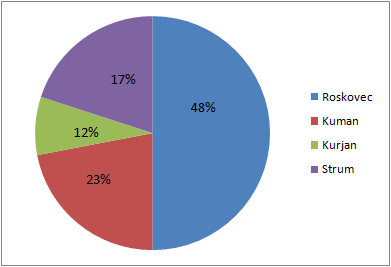 17%
48%
12%
23%
Roskovec
Kuman
Kurjan
Strum